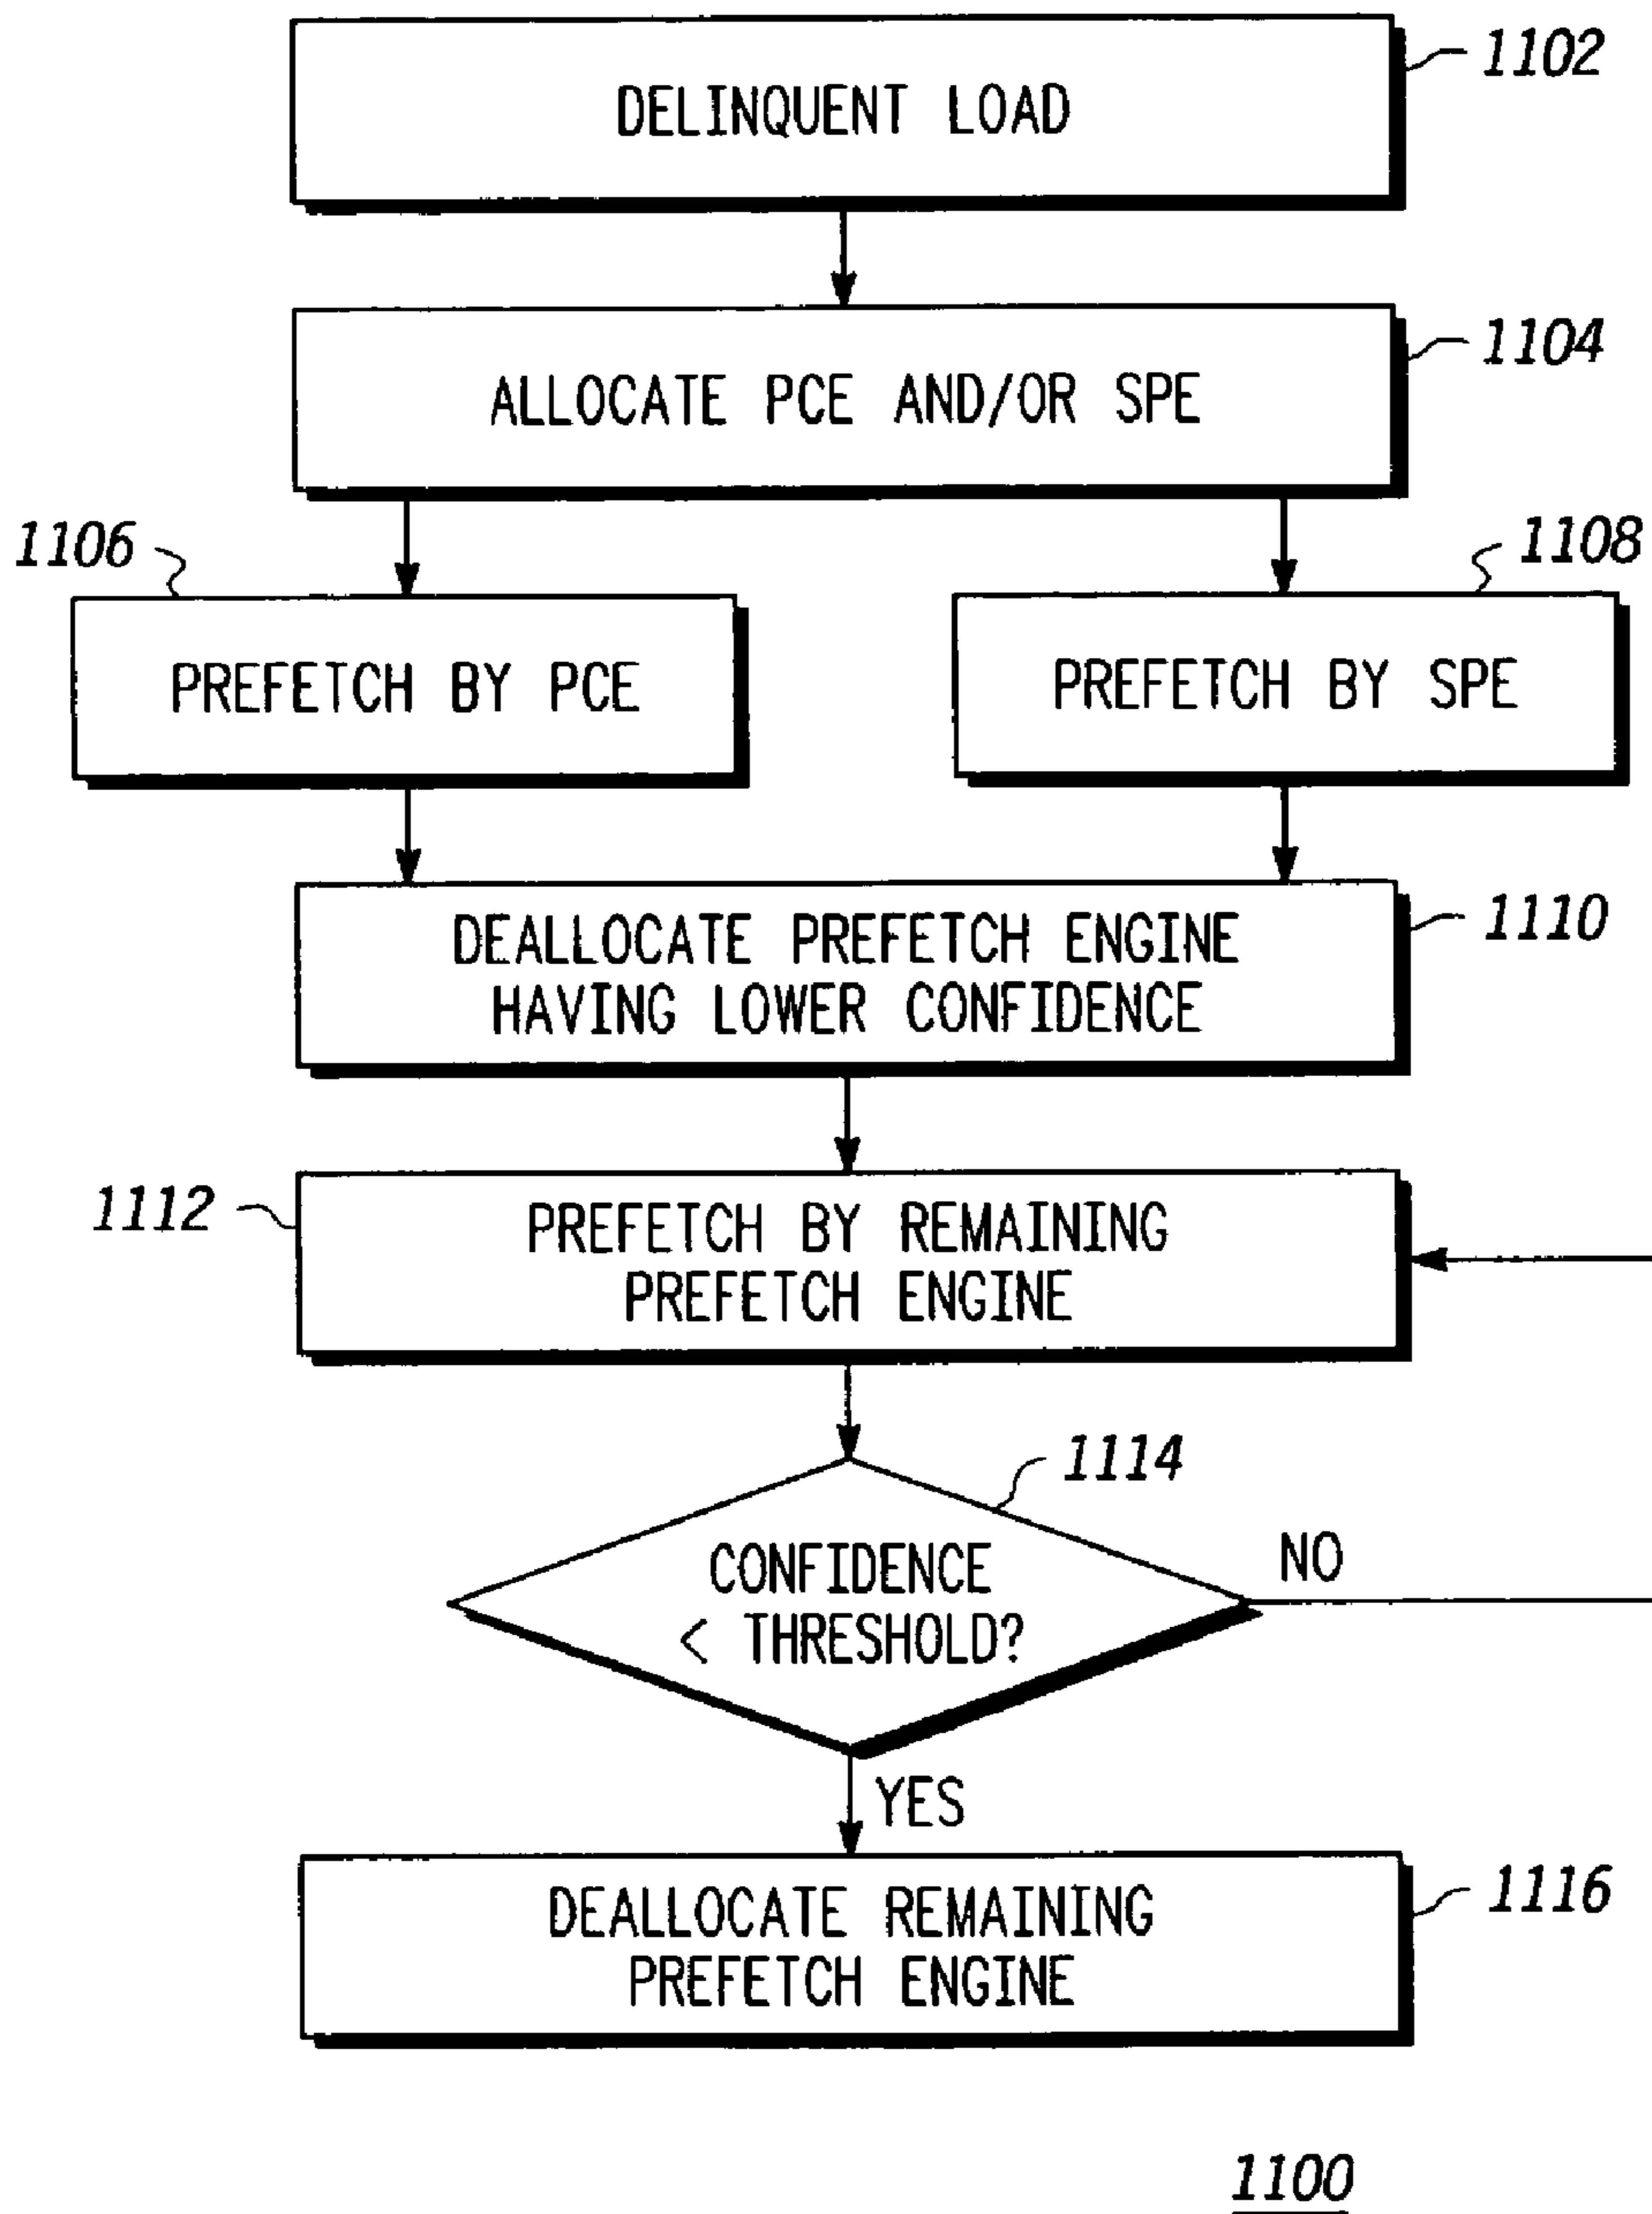 1102
DELINQUENT LOAD
1104
ALLOCATE PCE AND/OR SPE
1106
PREFETCH BY PCE
1108
PREFETCH BY SPE
1110
DEALLOCATE PREFETCH ENGINE
HAVING LOWER CONFIDENCE
1112
PREFETCH BY REMAINING
PREFETCH ENGINE
1114
CONFIDENCE
< THRESHOLD?
NO
YES
1116
DEALLOCATE REMAINING
PREFETCH ENGINE
1100